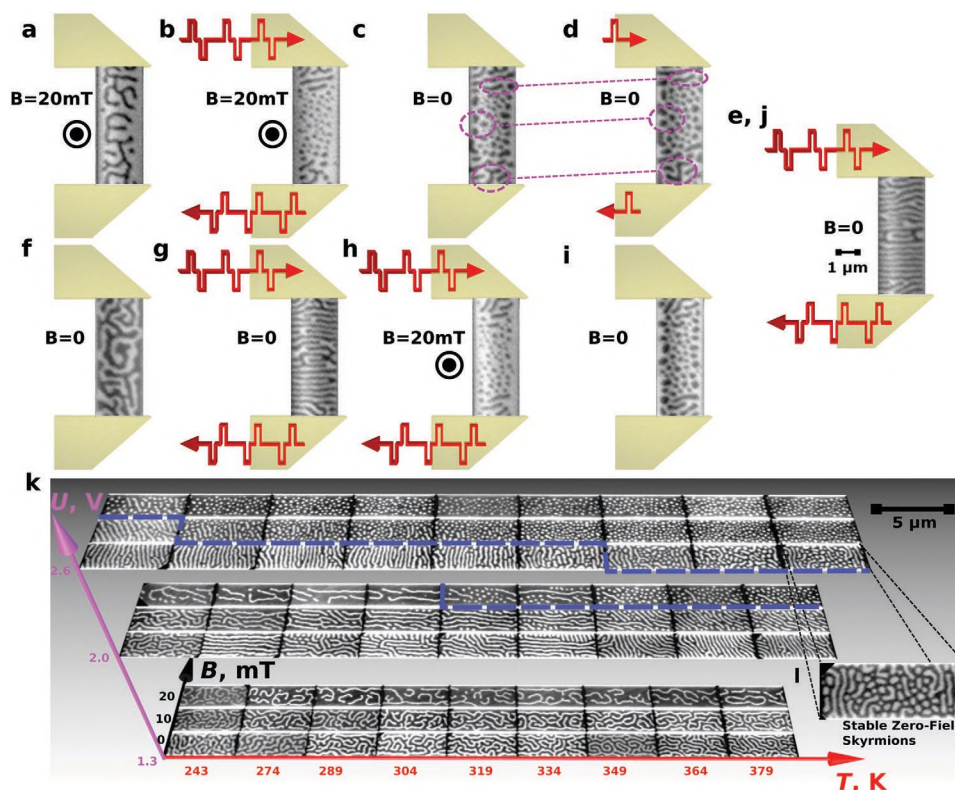 a b c d
B=20mT B=20mT B=0 B=0
e, j
B=0
1 µm
f g h i
B=0 B=0 B=20mT B=0
k
U, V
5 µm
2.6
2.0
B, mT
20
10
0
1.3
l
Stable Zero-Field
Skyrmions
243 274 289 304 319 334 349 364 379
T, K